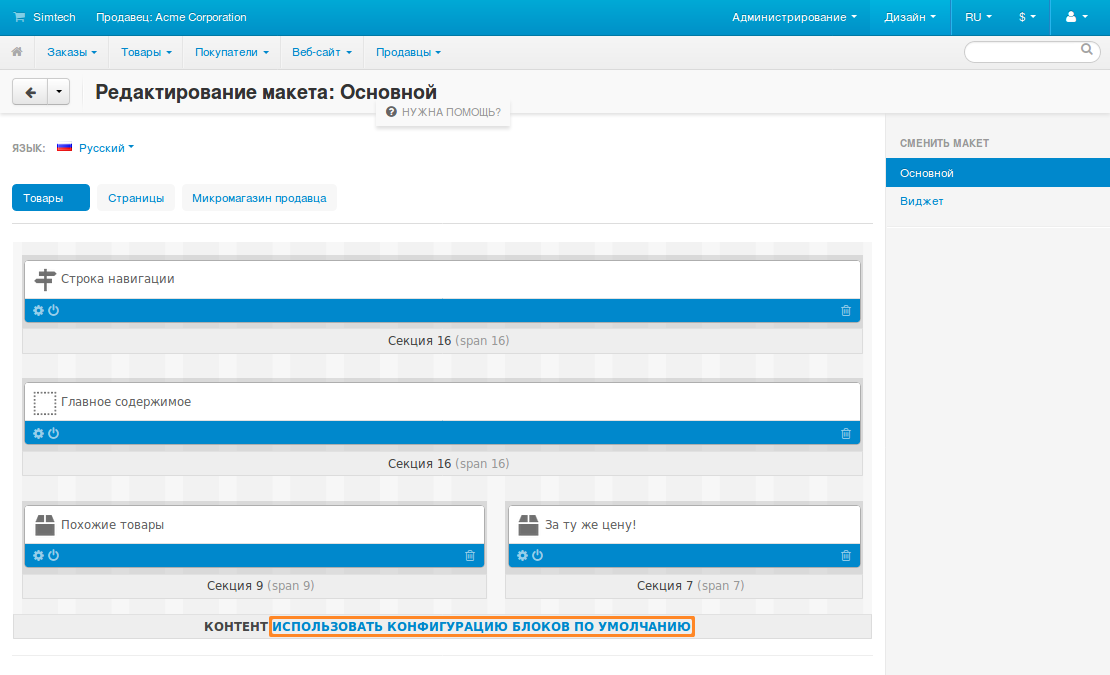 Simtech Продавец: Acme Corporation Администрирование Дизайн RU $
Заказы Товары Покупатели Веб-сайт Продавцы
Редактирование макета: Основной
НУЖНА ПОМОЩЬ?
ЯЗЫК: Русский
СМЕНИТЬ МАКЕТ
Основной
Виджет
Товары Страницы Микромагазин продавца
Строка навигации
Секция 16 (span 16)
Главное содержимое
Секция 16 (span 16)
Похожие товары За ту же цену!
Секция 9 (span 9) Секция 7 (span 7)
КОНТЕНТ ИСПОЛЬЗОВАТЬ КОНФИГУРАЦИЮ БЛОКОВ ПО УМОЛЧАНИЮ